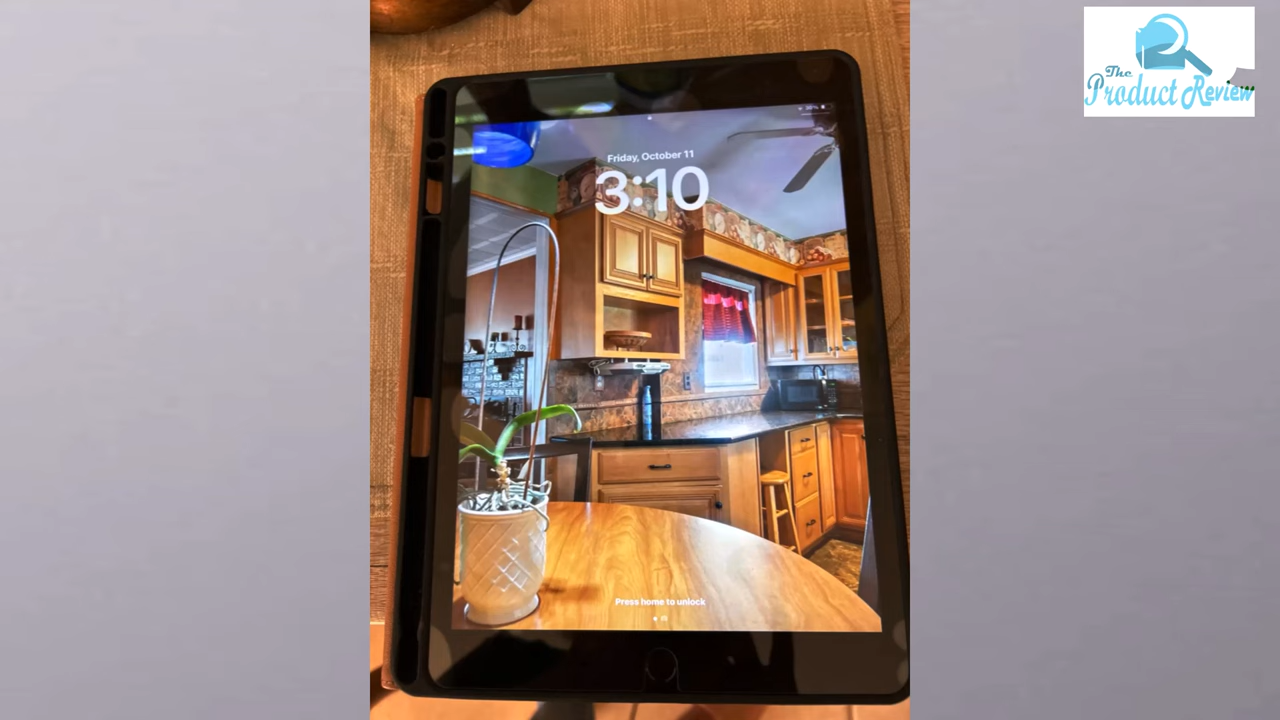 The
Product Review
Friday, October 11
3:10
Press home to unlock